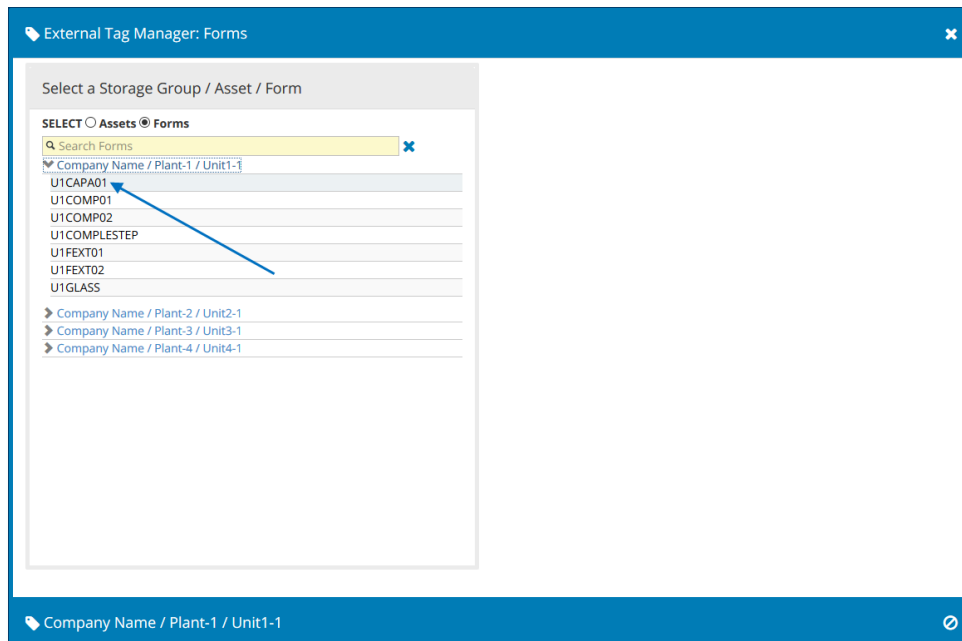 External Tag Manager: Forms
Select a Storage Group / Asset / Form
SELECT Assets Forms
Search Forms
Company Name / Plant-1 / Unit1-1
U1CAPA01
U1COMP01
U1COMP02
U1COMPLESTEP
U1FEXT01
U1FEXT02
U1GLASS
Company Name / Plant-2 / Unit2-1
Company Name / Plant-3 / Unit3-1
Company Name / Plant-4 / Unit4-1
Company Name / Plant-1 / Unit1-1